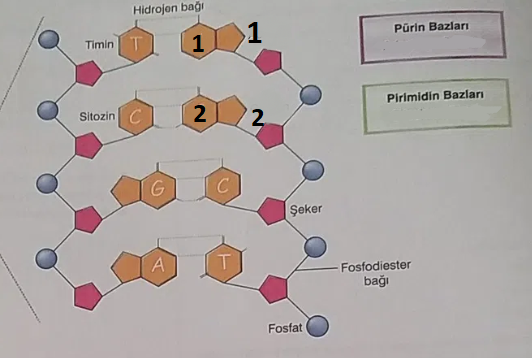 Hidrojen bağı
Timin T 1 1
Pürin Bazları
Sitozin C 2 2
Pirimidin Bazları
G C
Şeker
A T
Fosfodiester
bağı
Fosfat